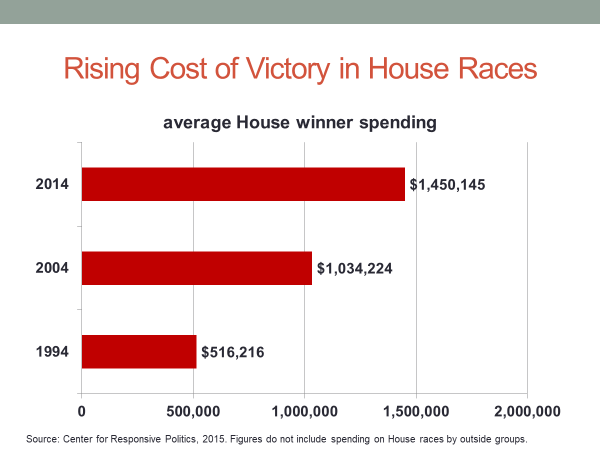 Rising Cost of Victory in House Races
average House winner spending
2014
$1,450,145
2004
$1,034,224
1994
$516,216
0 500,000 1,000,000 1,500,000 2,000,000
Source: Center for Responsive Politics, 2015. Figures do not include spending on House races by outside groups.